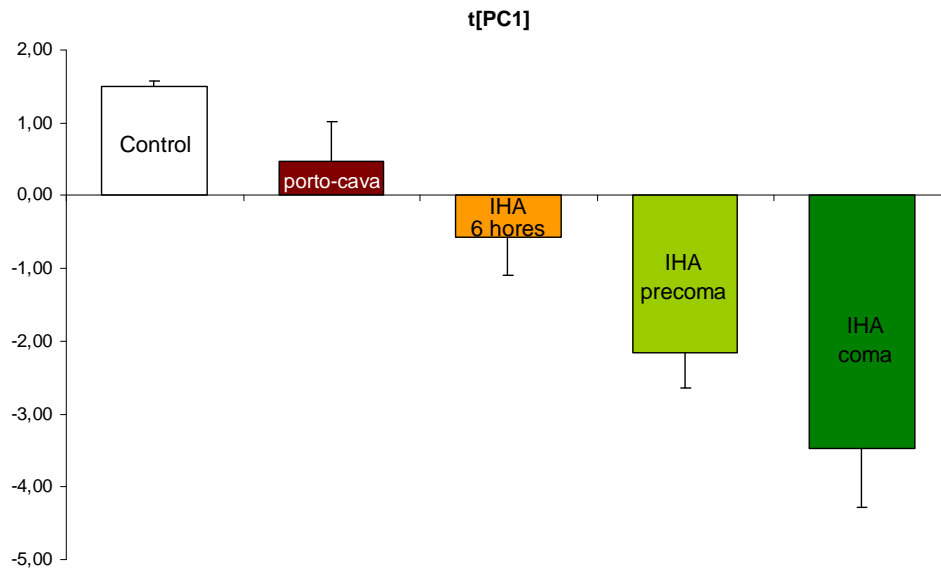 t[PC1]
2,00
1,00
0,00
-1,00
-2,00
-3,00
-4,00
-5,00
Control
porto-cava
IHA
6 hores
IHA
precoma
IHA
coma